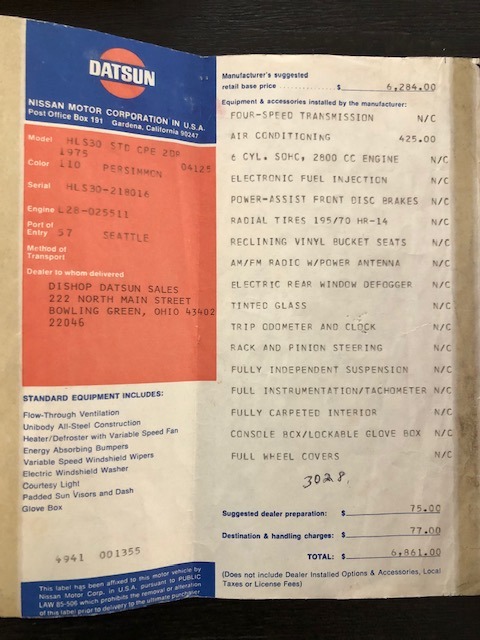 DATSUN
NISSAN MOTOR CORPORATION IN U.S.A.
Post Office Box 191 Gardena, California 90247
Model HLS30 STD CPE 2DR
1975 04125
Color 110 PERSIMMON
Serial HLS30-218016
Engine L28-025511
Port of
Entry 57 SEATTLE
Method of
Transport
Dealer to whom delivered
DISHOP DATSUN SALES
222 NORTH MAIN STREET
BOWLING GREEN, OHIO 43402
22046
STANDARD EQUIPMENT INCLUDES:
Flow-Through Ventilation
Unibody All-Steel Construction
Heater/Defroster with Variable Speed Fan
Energy Absorbing Bumpers
Variable Speed Windshield Wipers
Electric Windshield Washer
Courtesy Light
Padded Sun Visors and Dash
Glove Box
4941 001355
This label has been affixed to this motor vehicle by
Nissan Motor Corp. in U.S.A. pursuant to PUBLIC
LAW 85-506 which prohibits the removal or alteration
of this label prior to delivery to the ultimate purchaser
Manufacturer's suggested
retail base price $ 6,284.00
Equipment & accessories installed by the manufacturer:
FOUR-SPEED TRANSMISSION N/C
AIR CONDITIONING 425.00
6 CYL. SOHC, 2800 CC ENGINE N/C
ELECTRONIC FUEL INJECTION N/C
POWER-ASSIST FRONT DISC BRAKES N/C
RADIAL TIRES 195/70 HR-14 N/C
RECLINING VINYL BUCKET SEATS N/C
AM/FM RADIO W/POWER ANTENNA N/C
ELECTRIC REAR WINDOW DEFOGGER N/C
TINTED GLASS N/C
TRIP ODOMETER AND CLOCK N/C
RACK AND PINION STEERING N/C
FULLY INDEPENDENT SUSPENSION N/C
FULL INSTRUMENTATION/TACHOMETER N/C
FULLY CARPETED INTERIOR N/C
CONSOLE BOX/LOCKABLE GLOVE BOX N/C
FULL WHEEL COVERS N/C
3028.
Suggested dealer preparation: $ 75.00
Destination & handling charges: $ 77.00
TOTAL: $ 6,861.00
(Does not include Dealer Installed Options & Accessories, Local
Taxes or License Fees)